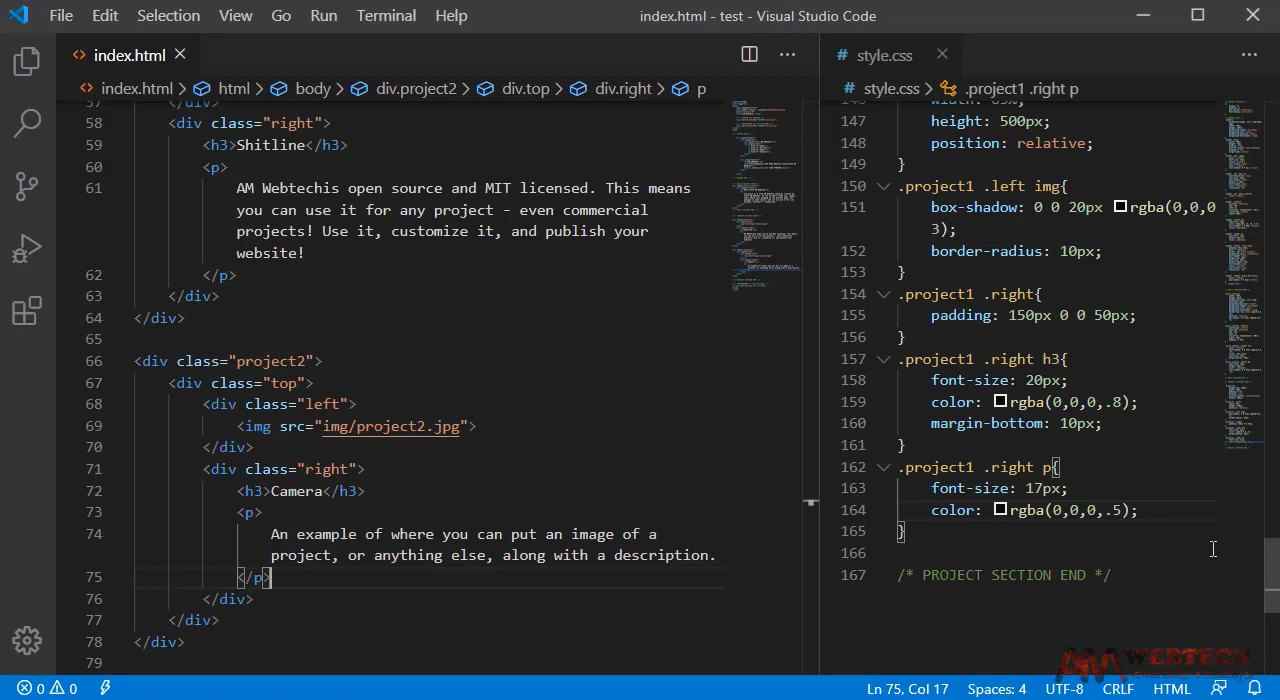 File Edit Selection View Go Run Terminal Help index.html - test - Visual Studio Code
index.html
index.html html body div.project2 div.top div.right p
57 </div>
58 <div class="right">
59 <h3>Shitline</h3>
60 <p>
61 AM Webtechis open source and MIT licensed. This means
you can use it for any project - even commercial
projects! Use it, customize it, and publish your
website!
62 </p>
63 </div>
64 </div>
65
66 <div class="project2">
67 <div class="top">
68 <div class="left">
69 <img src="img/project2.jpg">
70 </div>
71 <div class="right">
72 <h3>Camera</h3>
73 <p>
74 An example of where you can put an image of a
project, or anything else, along with a description.
75 </p>
76 </div>
77 </div>
78 </div>
79
# style.css
# style.css .project1 .right p
147 height: 500px;
148 position: relative;
149 }
150 .project1 .left img{
151 box-shadow: 0 0 20px rgba(0,0,0
3);
152 border-radius: 10px;
153 }
154 .project1 .right{
155 padding: 150px 0 0 50px;
156 }
157 .project1 .right h3{
158 font-size: 20px;
159 color: rgba(0,0,0,.8);
160 margin-bottom: 10px;
161 }
162 .project1 .right p{
163 font-size: 17px;
164 color: rgba(0,0,0,.5);
165 }
166
167 /* PROJECT SECTION END */
AM WEBTECH
0 0 Ln 75, Col 17 Spaces: 4 UTF-8 CRLF HTML